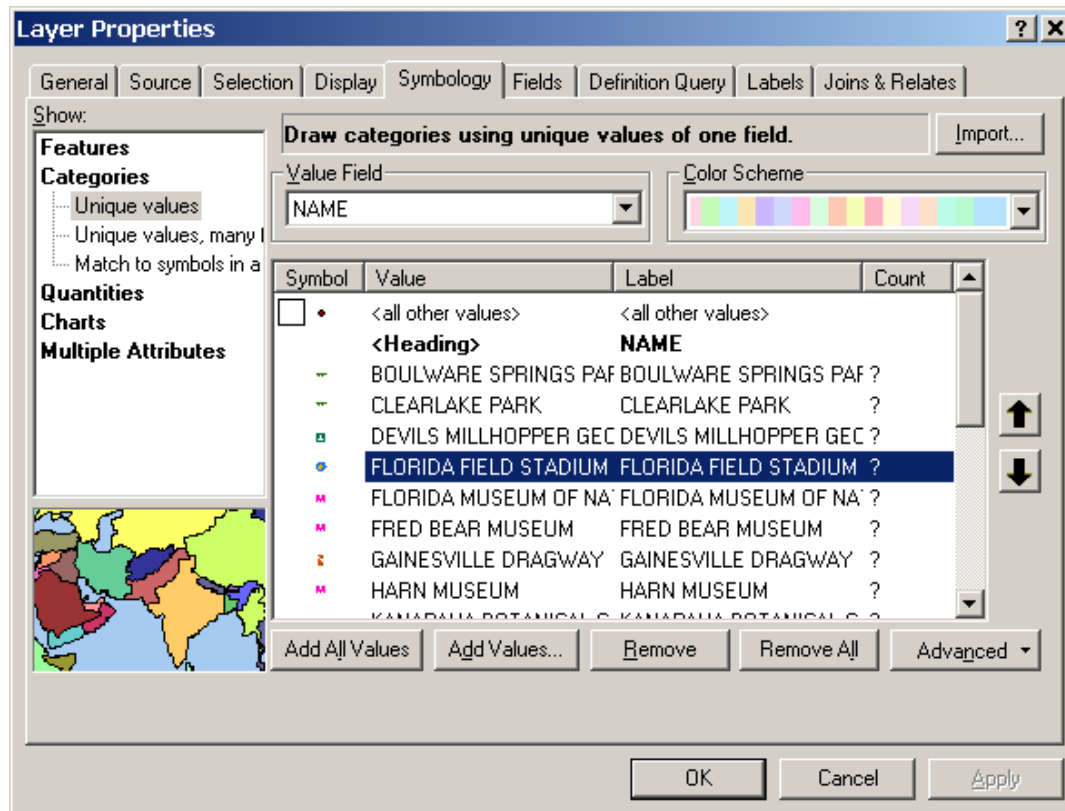 Layer Properties
General Source Selection Display Symbology Fields Definition Query Labels Joins & Relates
Show:
Features
Categories
Unique values
Unique values, many
Match to symbols in a
Quantities
Charts
Multiple Attributes
Draw categories using unique values of one field.
Import...
Value Field
NAME
Color Scheme
Symbol Value Label Count
<all other values> <all other values>
<Heading> NAME
BOULWARE SPRINGS PAR BOULWARE SPRINGS PAR ?
CLEARLAKE PARK CLEARLAKE PARK ?
DEVILS MILLHOPPER GEO DEVILS MILLHOPPER GEO ?
FLORIDA FIELD STADIUM FLORIDA FIELD STADIUM ?
FLORIDA MUSEUM OF NA FLORIDA MUSEUM OF NA ?
FRED BEAR MUSEUM FRED BEAR MUSEUM ?
GAINESVILLE DRAGWAY GAINESVILLE DRAGWAY ?
HARN MUSEUM HARN MUSEUM ?
Add All Values Add Values... Remove Remove All Advanced
OK Cancel Apply